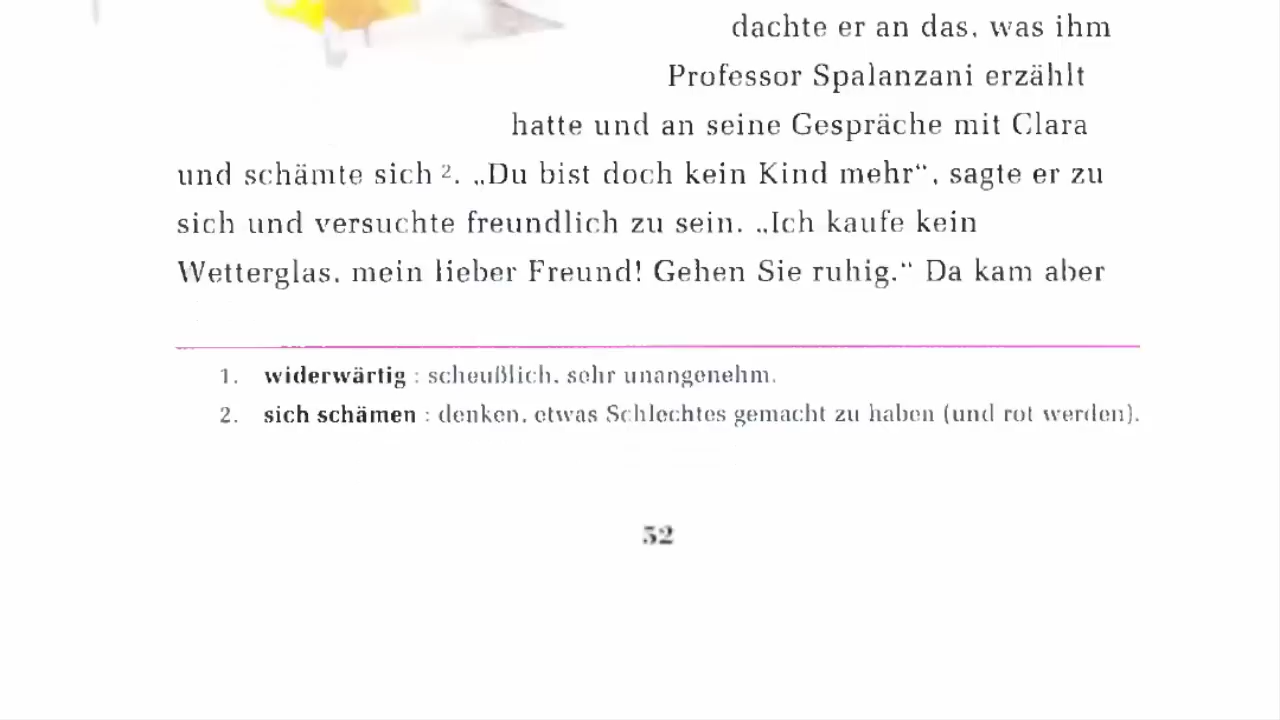 dachte er an das, was ihm
Professor Spalanzani erzählt
hatte und an seine Gespräche mit Clara
und schämte sich 2. „Du bist doch kein Kind mehr“, sagte er zu
sich und versuchte freundlich zu sein. „Ich kaufe kein
Wetterglas, mein lieber Freund! Gehen Sie ruhig.“ Da kam aber
1. widerwärtig : scheußlich, sehr unangenehm.
2. sich schämen : denken, etwas Schlechtes gemacht zu haben (und rot werden).
52